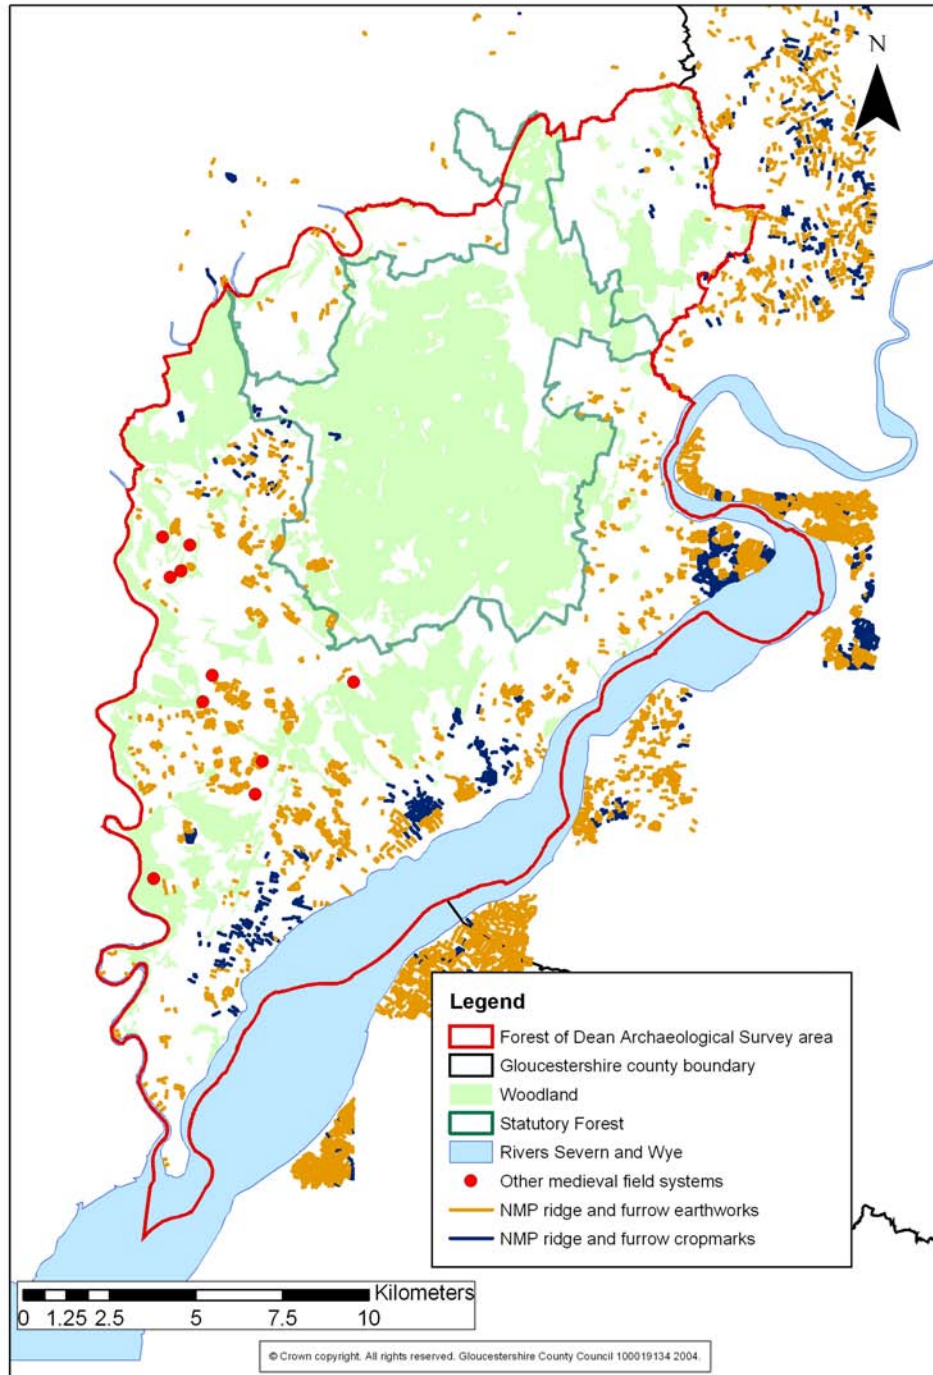 N
Legend
Forest of Dean Archaeological Survey area
Gloucestershire county boundary
Woodland
Statutory Forest
Rivers Severn and Wye
Other medieval field systems
NMP ridge and furrow earthworks
NMP ridge and furrow cropmarks
Kilometers
0 1.25 2.5 5 7.5 10
© Crown copyright. All rights reserved. Gloucestershire County Council 100019134 2004.